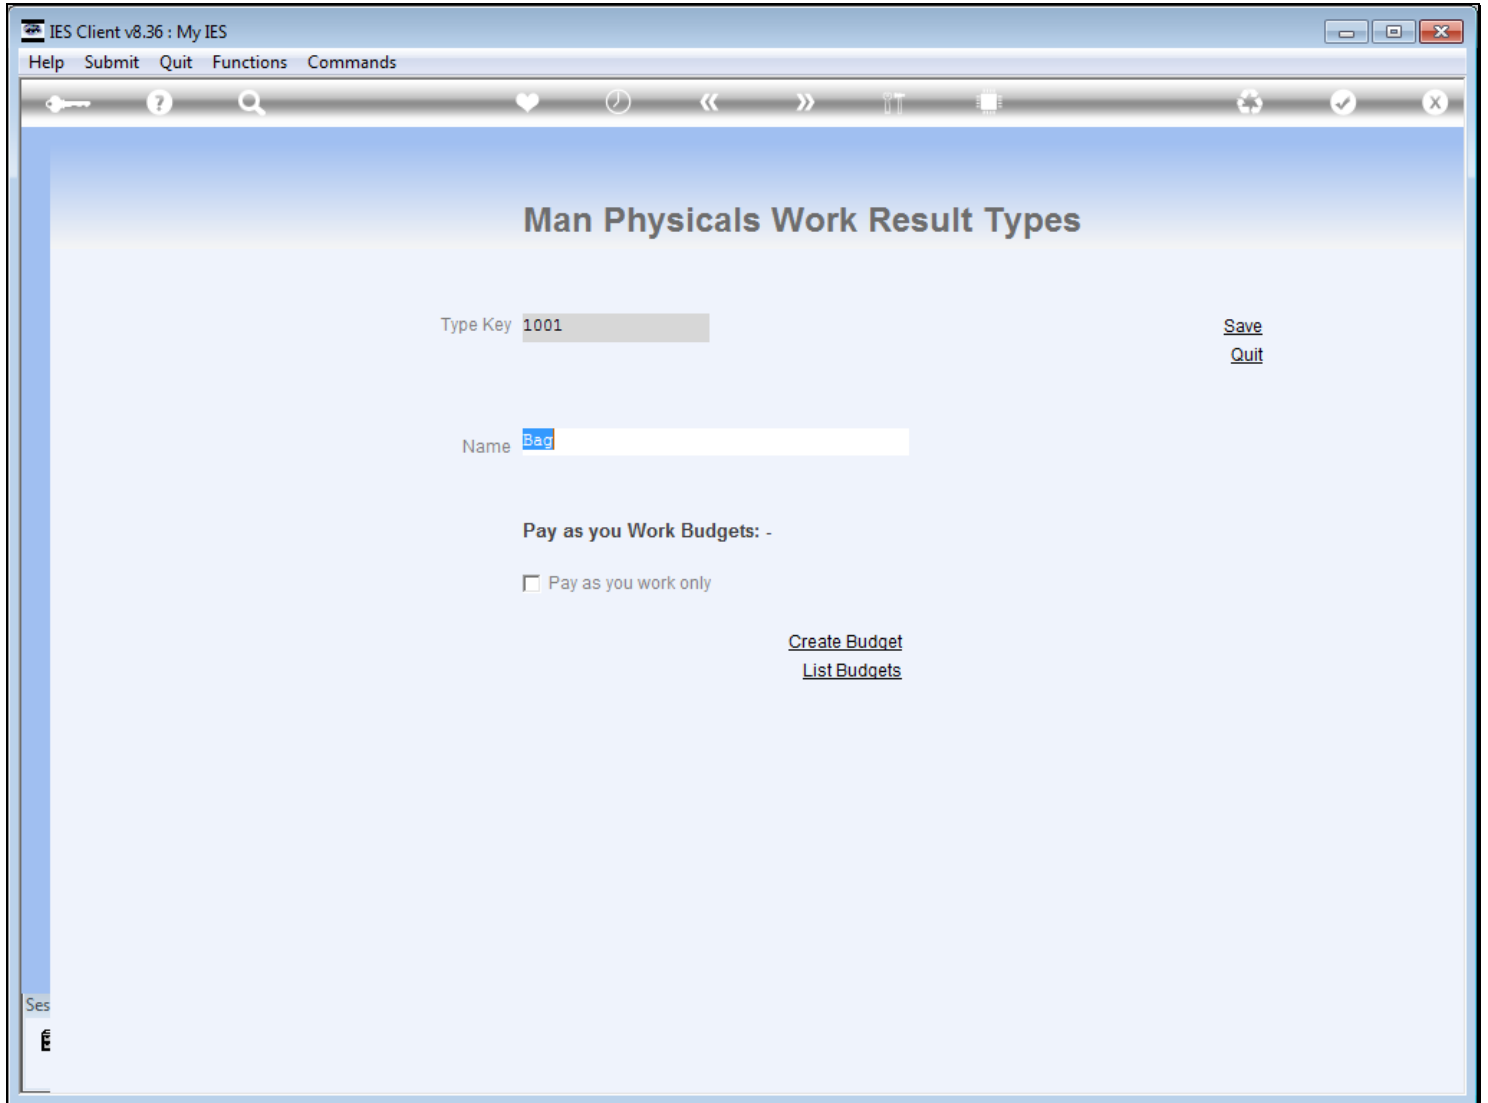 IES Client v8.36 : My IES
Help Submit Quit Functions Commands
Man Physicals Work Result Types
Type Key 1001
Save
Quit
Name Bag
Pay as you Work Budgets: -
Pay as you work only
Create Budget
List Budgets
Ses